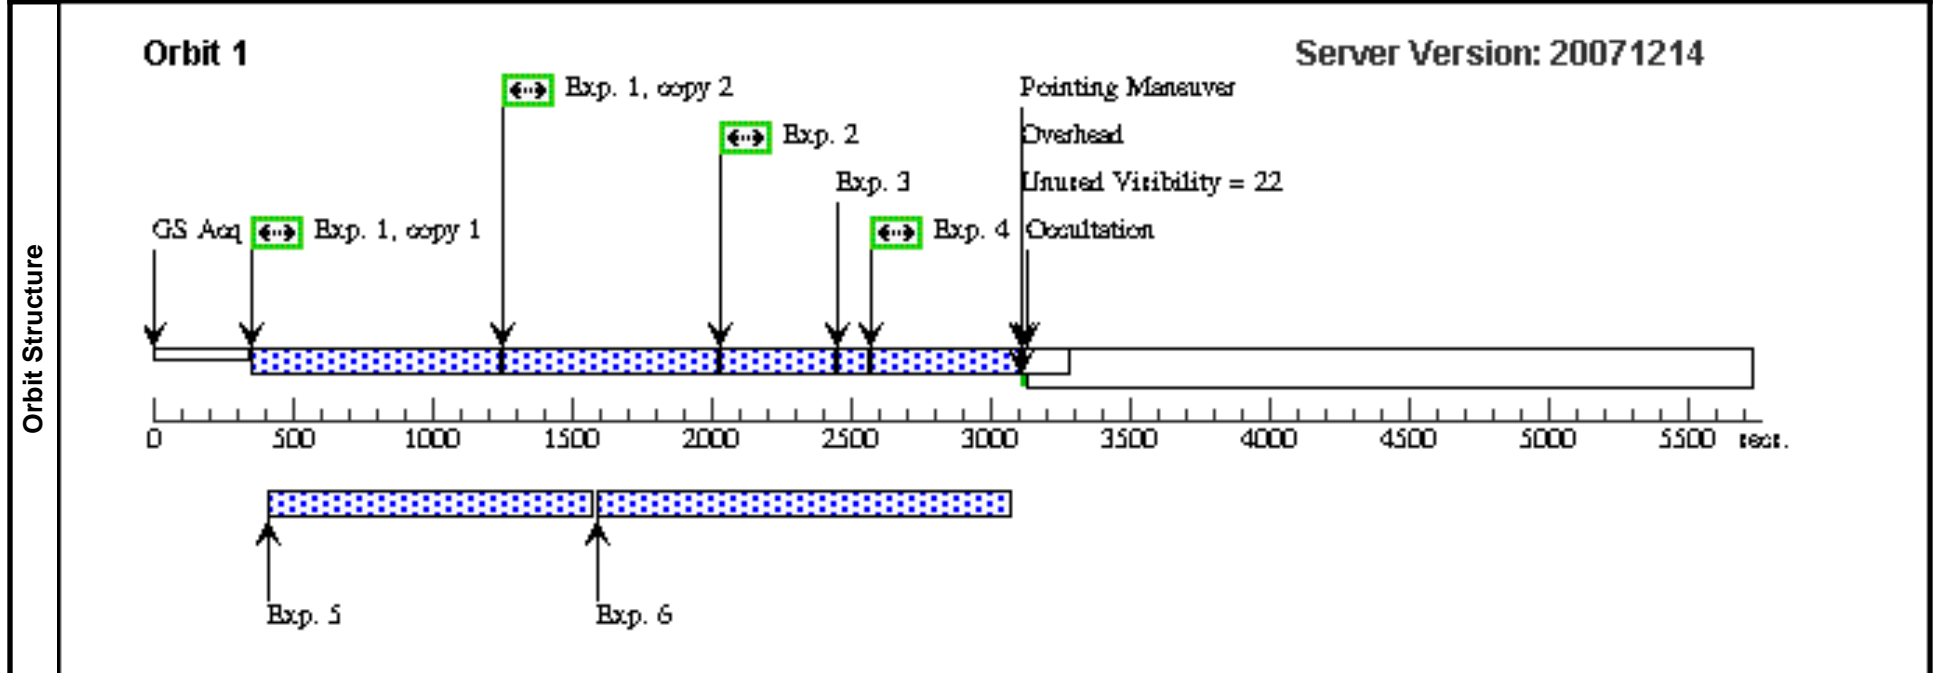 Orbit Structure
Orbit 1
Server Version: 20071214
Exp. 1, copy 2
Pointing Maneuver
Exp. 2
Overhead
Exp. 3
Unused Visibility = 22
GS Acq
Exp. 1, copy 1
Exp. 4
Occultation
0 500 1000 1500 2000 2500 3000 3500 4000 4500 5000 5500 secs.
Exp. 5
Exp. 6